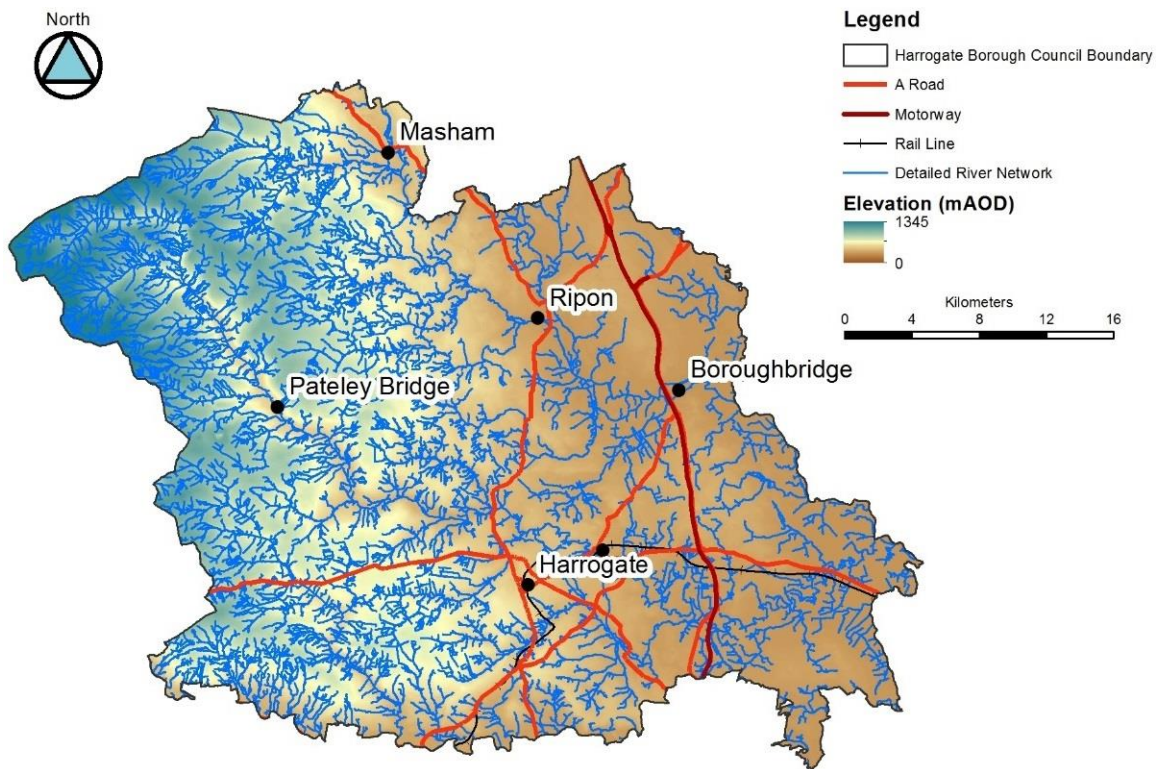 North
Legend
Harrogate Borough Council Boundary
A Road
Motorway
Rail Line
Detailed River Network
Elevation (mAOD)
1345
0
Kilometers
0 4 8 12 16
Masham
Ripon
Boroughbridge
Pateley Bridge
Harrogate